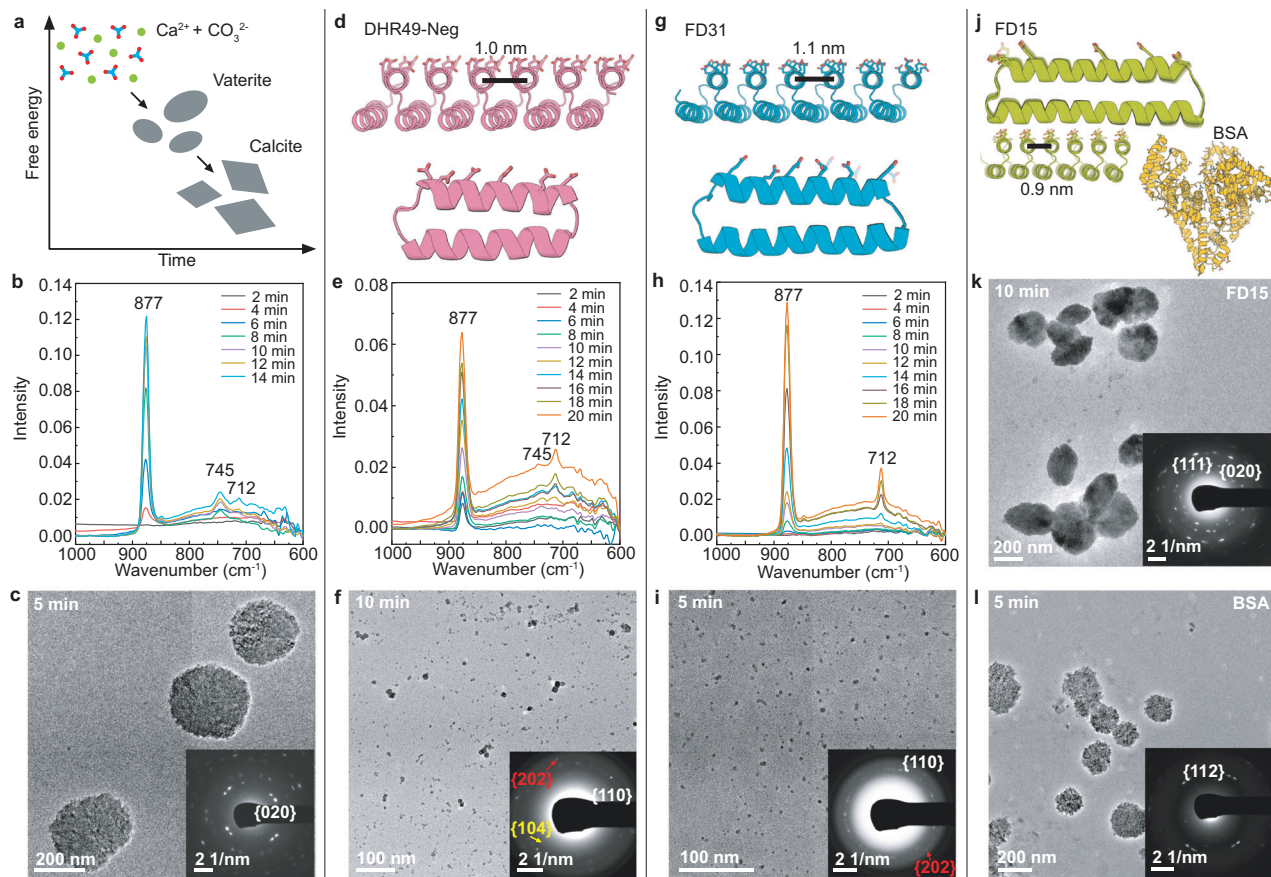 a
Ca²⁺ + CO₃²⁻
Free energy
Vaterite
Calcite
Time
b
877
2 min
4 min
6 min
8 min
10 min
12 min
14 min
745
712
0.14
0.12
0.10
0.08
0.06
0.04
0.02
0.00
Intensity
1000 900 800 700 600
Wavenumber (cm⁻¹)
c 5 min
{020}
200 nm
2 1/nm
d DHR49-Neg
1.0 nm
e
877
2 min
4 min
6 min
8 min
10 min
12 min
14 min
16 min
18 min
20 min
745
712
0.08
0.06
0.04
0.02
0.00
Intensity
1000 900 800 700 600
Wavenumber (cm⁻¹)
f 10 min
{202}
{110}
{104}
100 nm
2 1/nm
g FD31
1.1 nm
h
877
2 min
4 min
6 min
8 min
10 min
12 min
14 min
16 min
18 min
20 min
712
0.14
0.12
0.10
0.08
0.06
0.04
0.02
0.00
Intensity
1000 900 800 700 600
Wavenumber (cm⁻¹)
i 5 min
{110}
{202}
100 nm
2 1/nm
j FD15
BSA
0.9 nm
k 10 min FD15
{111} {020}
200 nm
2 1/nm
l 5 min BSA
{112}
200 nm
2 1/nm